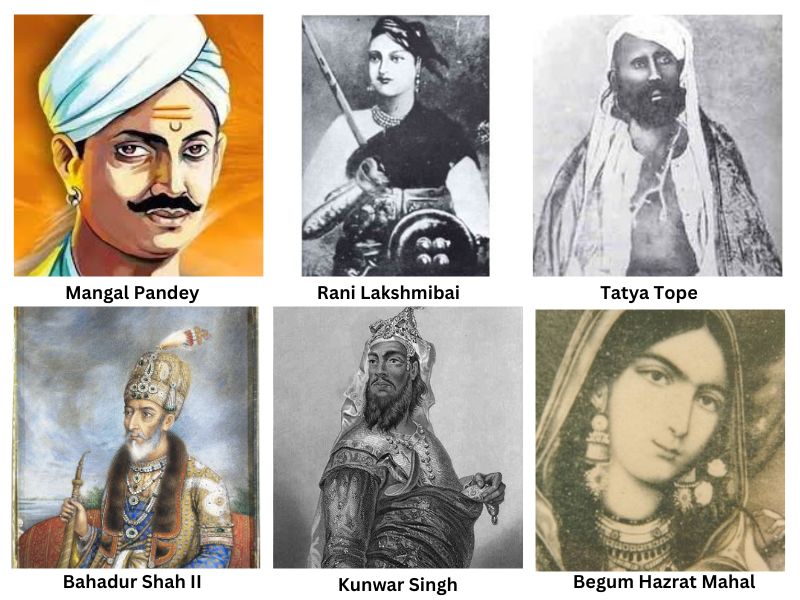 Mangal Pandey
Rani Lakshmibai
Tatya Tope
Bahadur Shah II
Kunwar Singh
Begum Hazrat Mahal